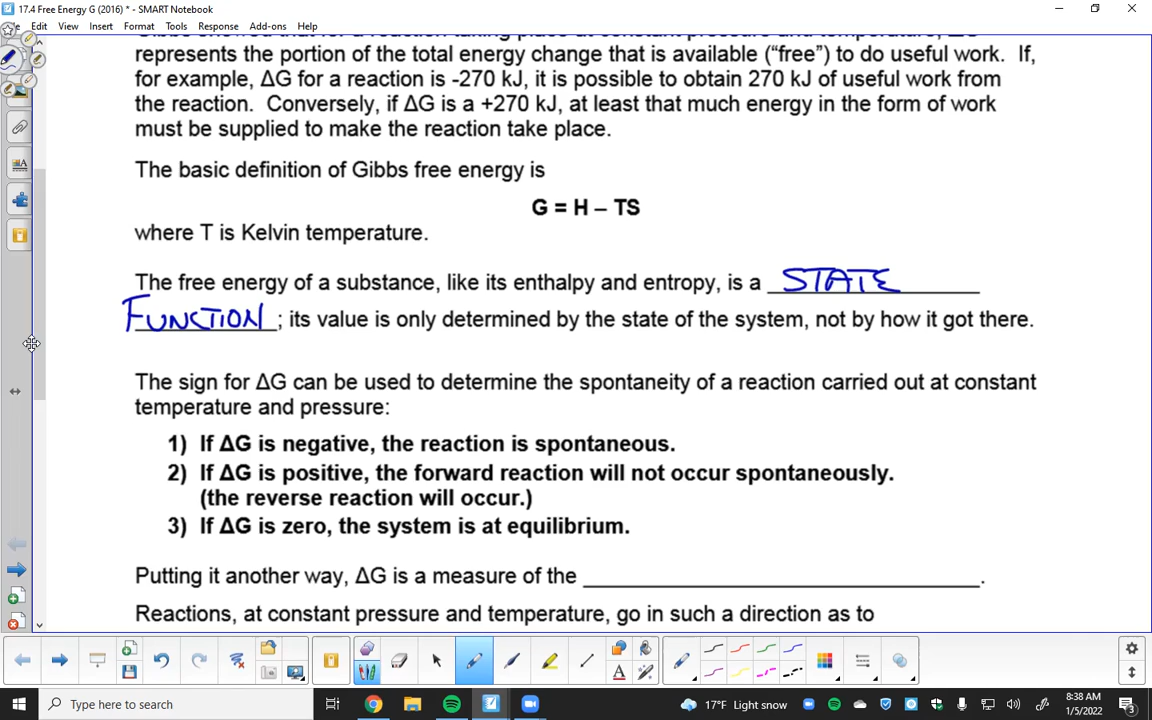 17.4 Free Energy G (2016) * - SMART Notebook
Edit View Insert Format Tools Response Add-ons Help
represents the portion of the total energy change that is available (“free”) to do useful work. If,
for example, ΔG for a reaction is -270 kJ, it is possible to obtain 270 kJ of useful work from
the reaction. Conversely, if ΔG is a +270 kJ, at least that much energy in the form of work
must be supplied to make the reaction take place.
The basic definition of Gibbs free energy is
G = H – TS
where T is Kelvin temperature.
The free energy of a substance, like its enthalpy and entropy, is a STATE
FUNCTION; its value is only determined by the state of the system, not by how it got there.
The sign for ΔG can be used to determine the spontaneity of a reaction carried out at constant
temperature and pressure:
1) If ΔG is negative, the reaction is spontaneous.
2) If ΔG is positive, the forward reaction will not occur spontaneously.
(the reverse reaction will occur.)
3) If ΔG is zero, the system is at equilibrium.
Putting it another way, ΔG is a measure of the ______________________________.
Reactions, at constant pressure and temperature, go in such a direction as to
Type here to search
17°F Light snow
8:38 AM
1/5/2022
3